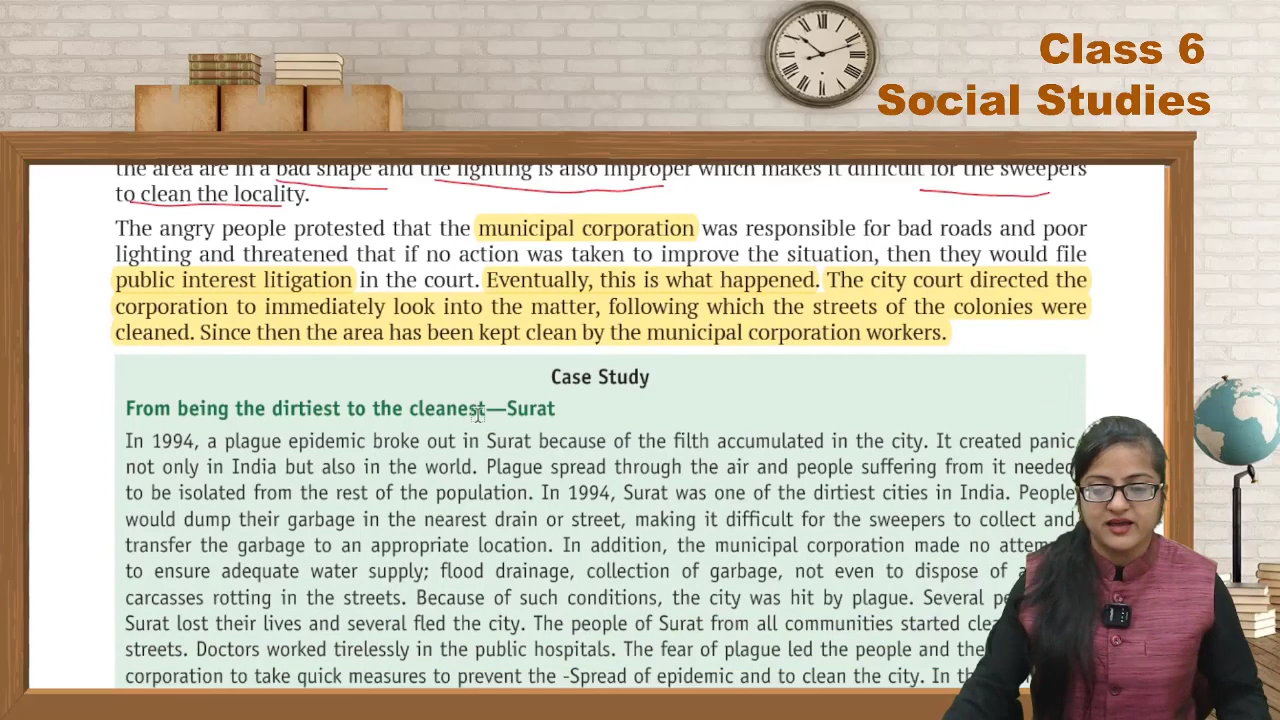 Class 6
Social Studies
the area are in a bad shape and the lighting is also improper which makes it difficult for the sweepers
to clean the locality.
The angry people protested that the municipal corporation was responsible for bad roads and poor
lighting and threatened that if no action was taken to improve the situation, then they would file
public interest litigation in the court. Eventually, this is what happened. The city court directed the
corporation to immediately look into the matter, following which the streets of the colonies were
cleaned. Since then the area has been kept clean by the municipal corporation workers.
Case Study
From being the dirtiest to the cleanest—Surat
In 1994, a plague epidemic broke out in Surat because of the filth accumulated in the city. It created panic
not only in India but also in the world. Plague spread through the air and people suffering from it needed
to be isolated from the rest of the population. In 1994, Surat was one of the dirtiest cities in India. People
would dump their garbage in the nearest drain or street, making it difficult for the sweepers to collect and
transfer the garbage to an appropriate location. In addition, the municipal corporation made no
to ensure adequate water supply; flood drainage, collection of garbage, not even to dispose of
carcasses rotting in the streets. Because of such conditions, the city was hit by plague. Several
Surat lost their lives and several fled the city. The people of Surat from all communities started
streets. Doctors worked tirelessly in the public hospitals. The fear of plague led the people and the
corporation to take quick measures to prevent the -Spread of epidemic and to clean the city. In